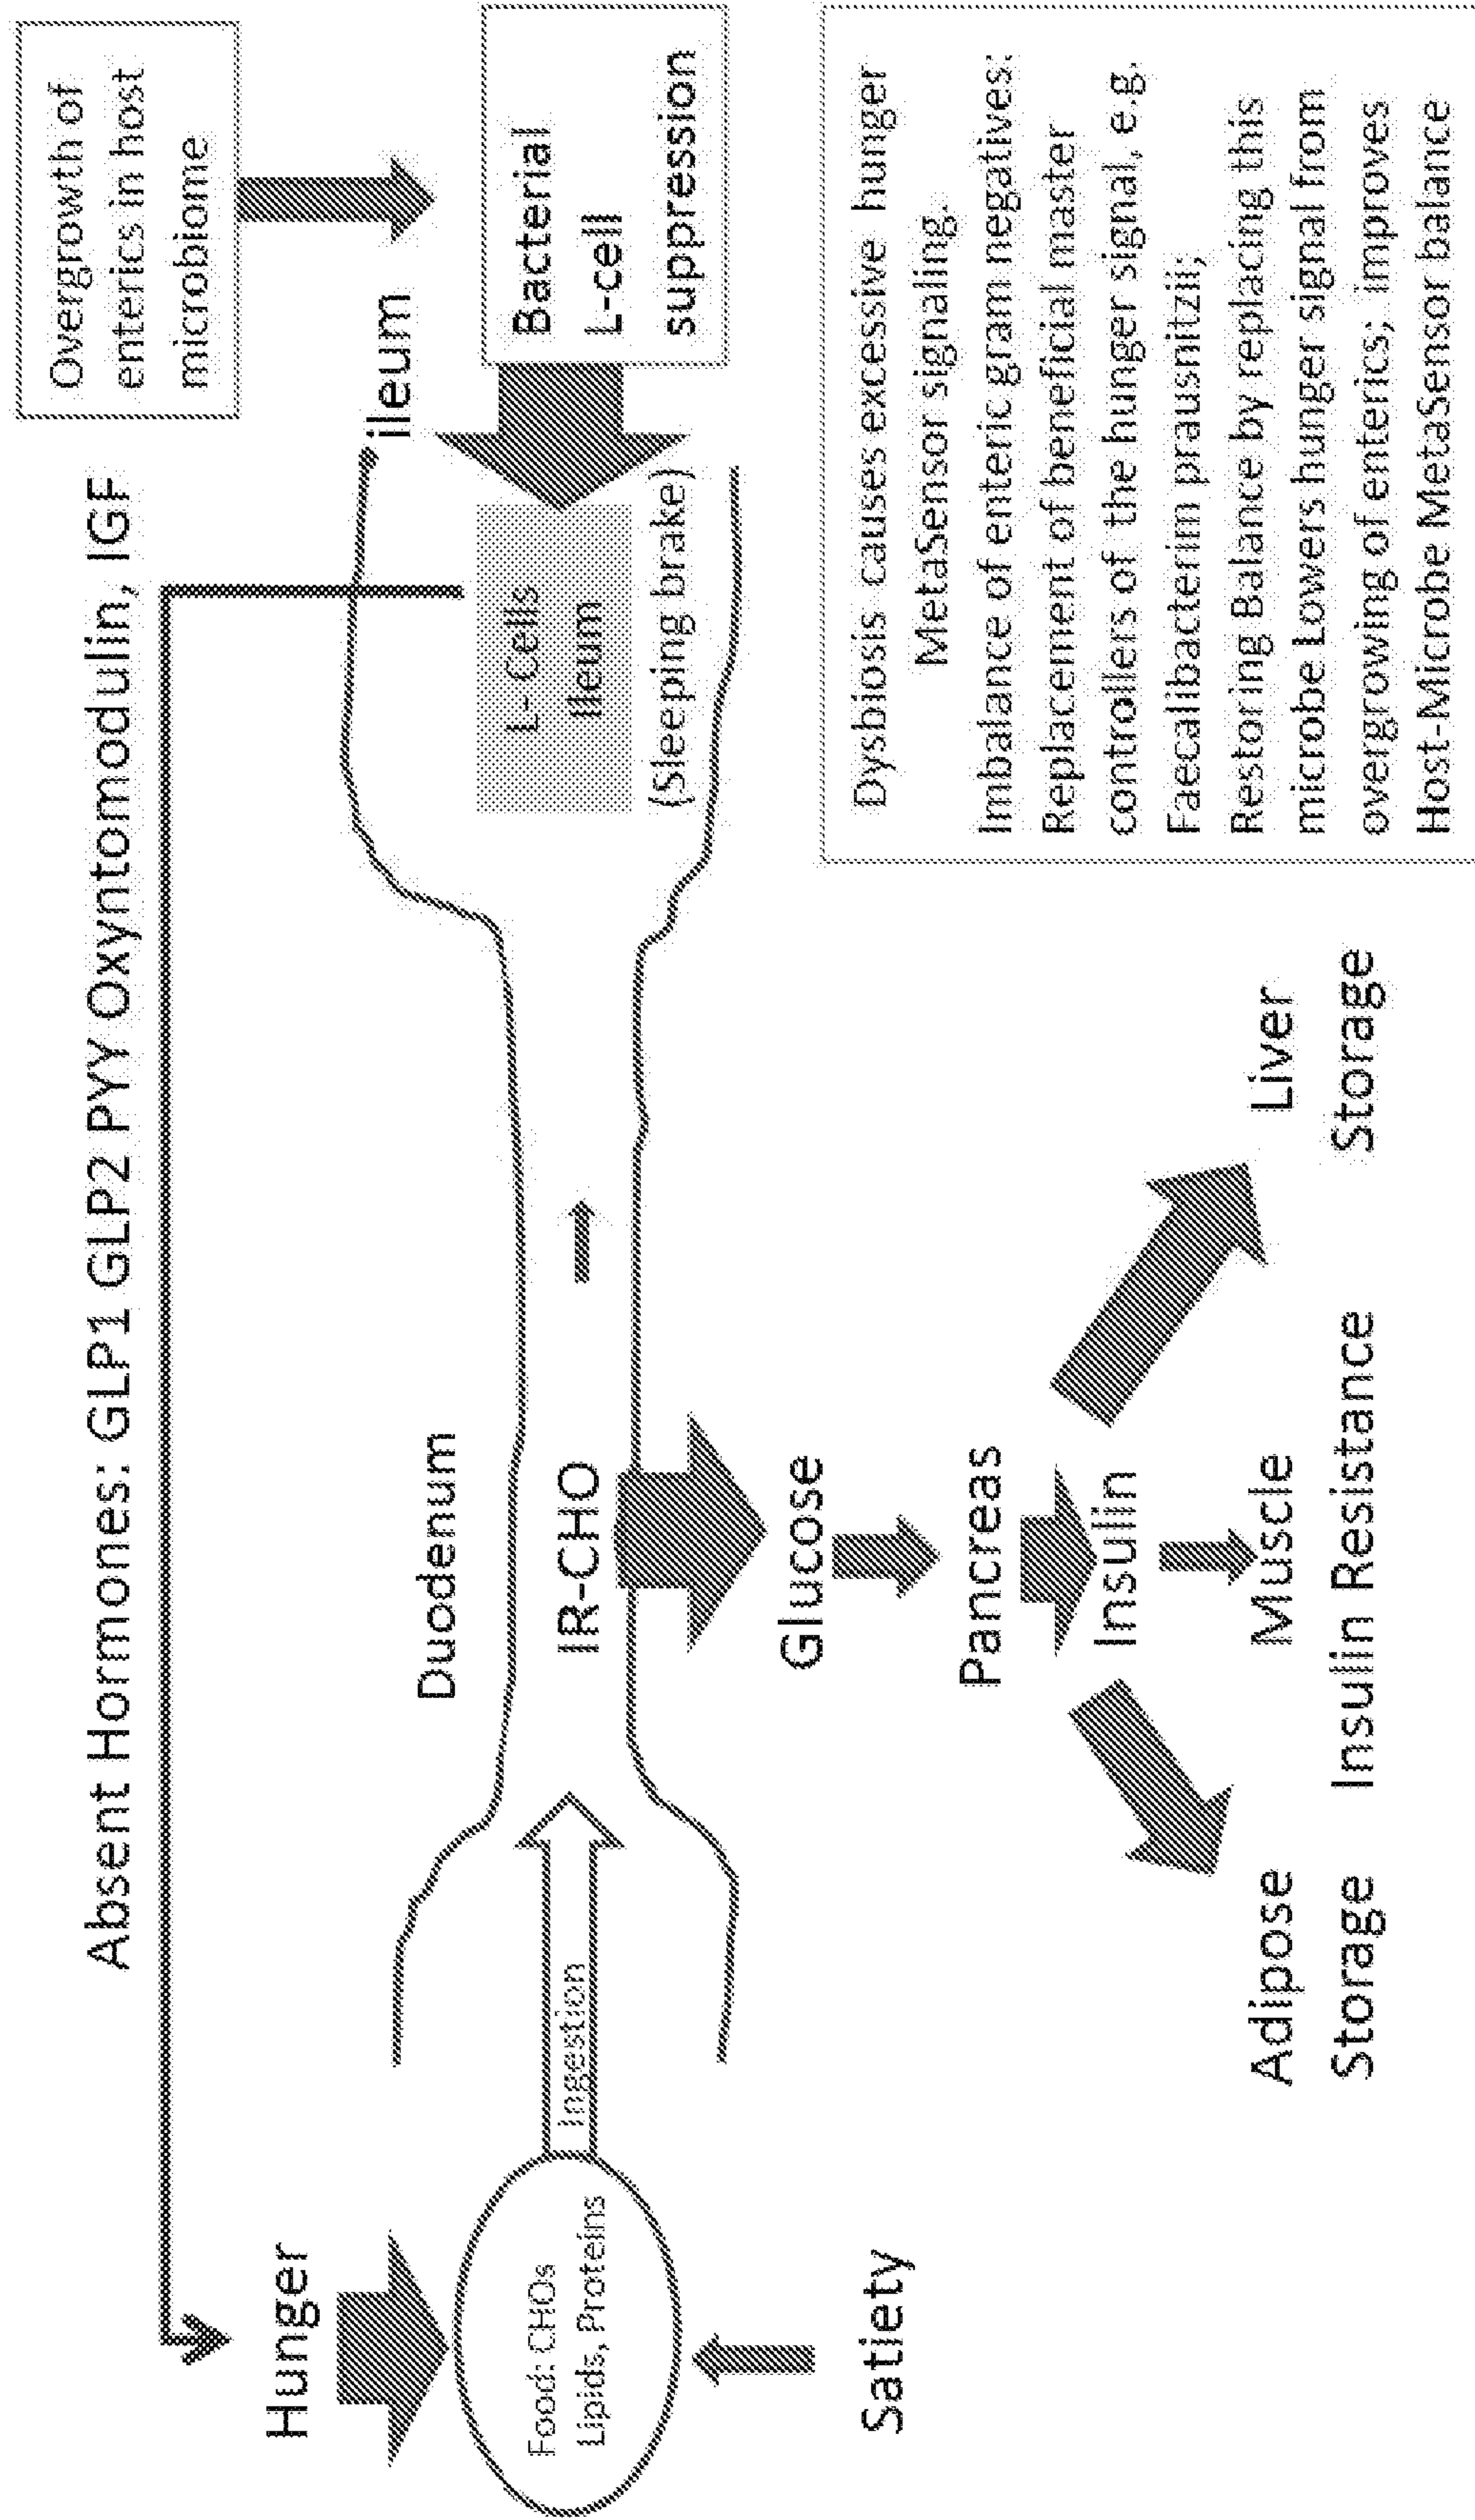 Absent Hormones: GLP1 GLP2 PYY Oxyntomodulin, IGF
Overgrowth of
enterics in host
microbiome
Hunger
Duodenum
ileum
Food: CHOs
Lipids, Proteins
Ingestion
IR-CHO
L- Cells
Ileum
(Sleeping brake)
Bacterial
L-cell
suppression
Satiety
Glucose
Pancreas
Insulin
Adipose
Storage
Muscle
Insulin Resistance
Liver
Storage
Dysbiosis causes excessive hunger
MetaSensor signaling.
Imbalance of enteric gram negatives:
Replacement of beneficial master
controllers of the hunger signal, e.g.
Faecalibacterim prausnitzii;
Restoring Balance by replacing this
microbe Lowers hunger signal from
overgrowing of enterics; improves
Host-Microbe MetaSensor balance